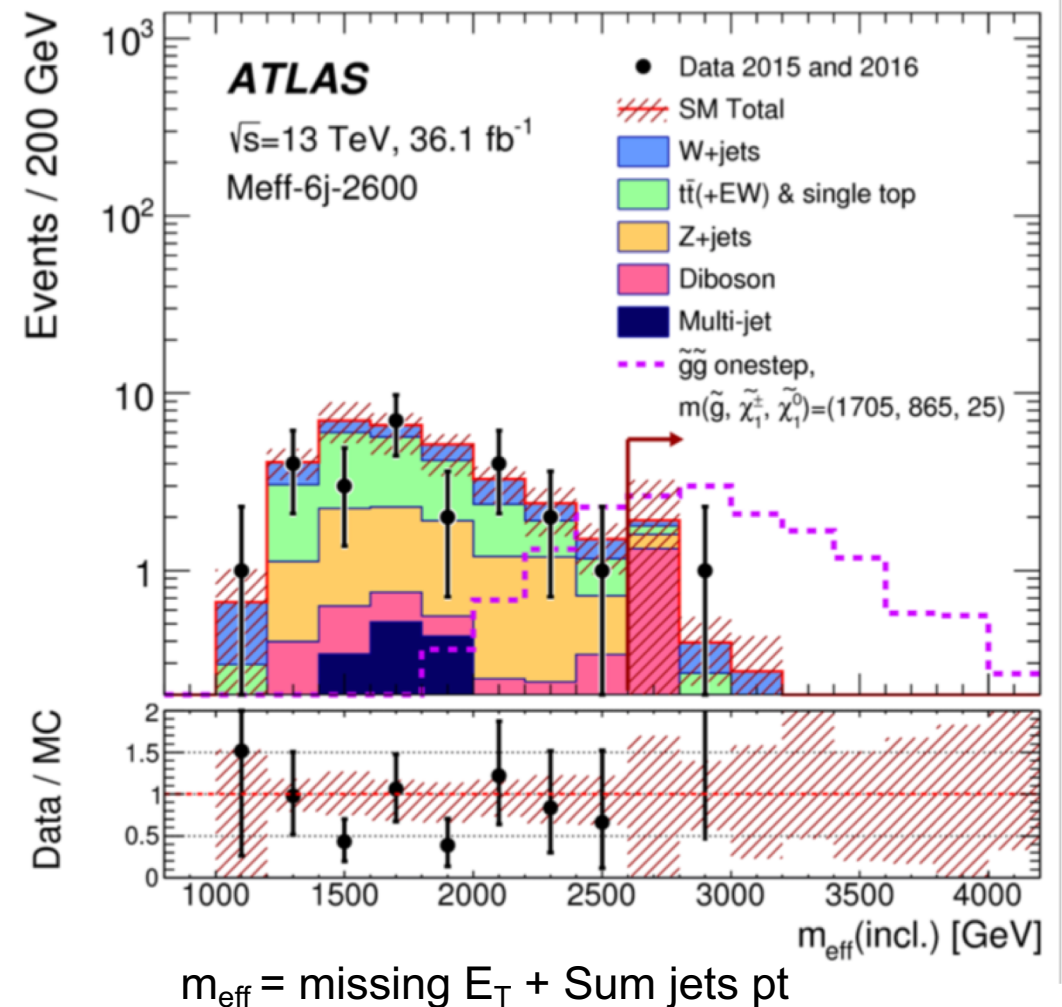 Events / 200 GeV
10³
10²
10
1
ATLAS
√s=13 TeV, 36.1 fb⁻¹
Meff-6j-2600
Data 2015 and 2016
SM Total
W+jets
tt̄(+EW) & single top
Z+jets
Diboson
Multi-jet
g̃g̃ onestep,
m(g̃, χ̃₁±, χ̃₁⁰)=(1705, 865, 25)
Data / MC
2
1.5
1
0.5
0
1000 1500 2000 2500 3000 3500 4000
m_eff(incl.) [GeV]
m_eff = missing E_T + Sum jets pt